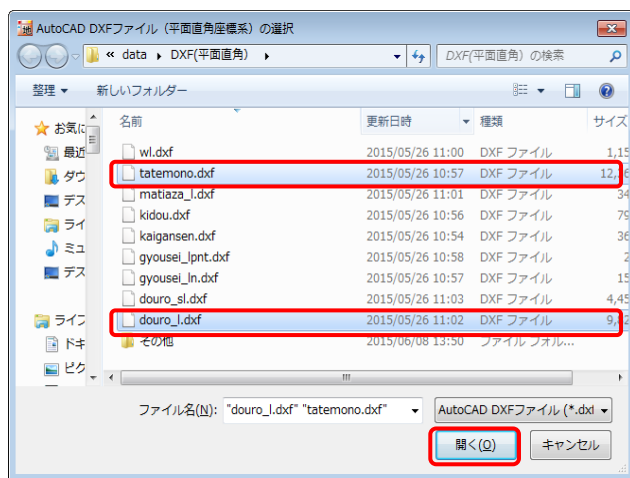 AutoCAD DXFファイル（平面直角座標系）の選択
« data ▸ DXF(平面直角) ▸
DXF(平面直角) の検索
整理 ▼ 新しいフォルダー
名前 更新日時 種類 サイズ
お気に
最近
ダウ
デス
ライ
ミュ
デス
ライフ
ドキ
ピク
wl.dxf 2015/05/26 11:00 DXF ファイル 1,15
tatemono.dxf 2015/05/26 10:57 DXF ファイル
matiaza_l.dxf 2015/05/26 11:01 DXF ファイル 34
kidou.dxf 2015/05/26 10:56 DXF ファイル 79
kaigansen.dxf 2015/05/26 10:54 DXF ファイル 36
gyousei_lpnt.dxf 2015/05/26 10:58 DXF ファイル 2
gyousei_ln.dxf 2015/05/26 10:57 DXF ファイル 15
douro_sl.dxf 2015/05/26 11:03 DXF ファイル 4,45
douro_l.dxf 2015/05/26 11:02 DXF ファイル
その他 2015/06/08 13:50 ファイル フォル...
ファイル名(N): "douro_l.dxf" "tatemono.dxf" AutoCAD DXFファイル (*.dxl
開く(O) キャンセル